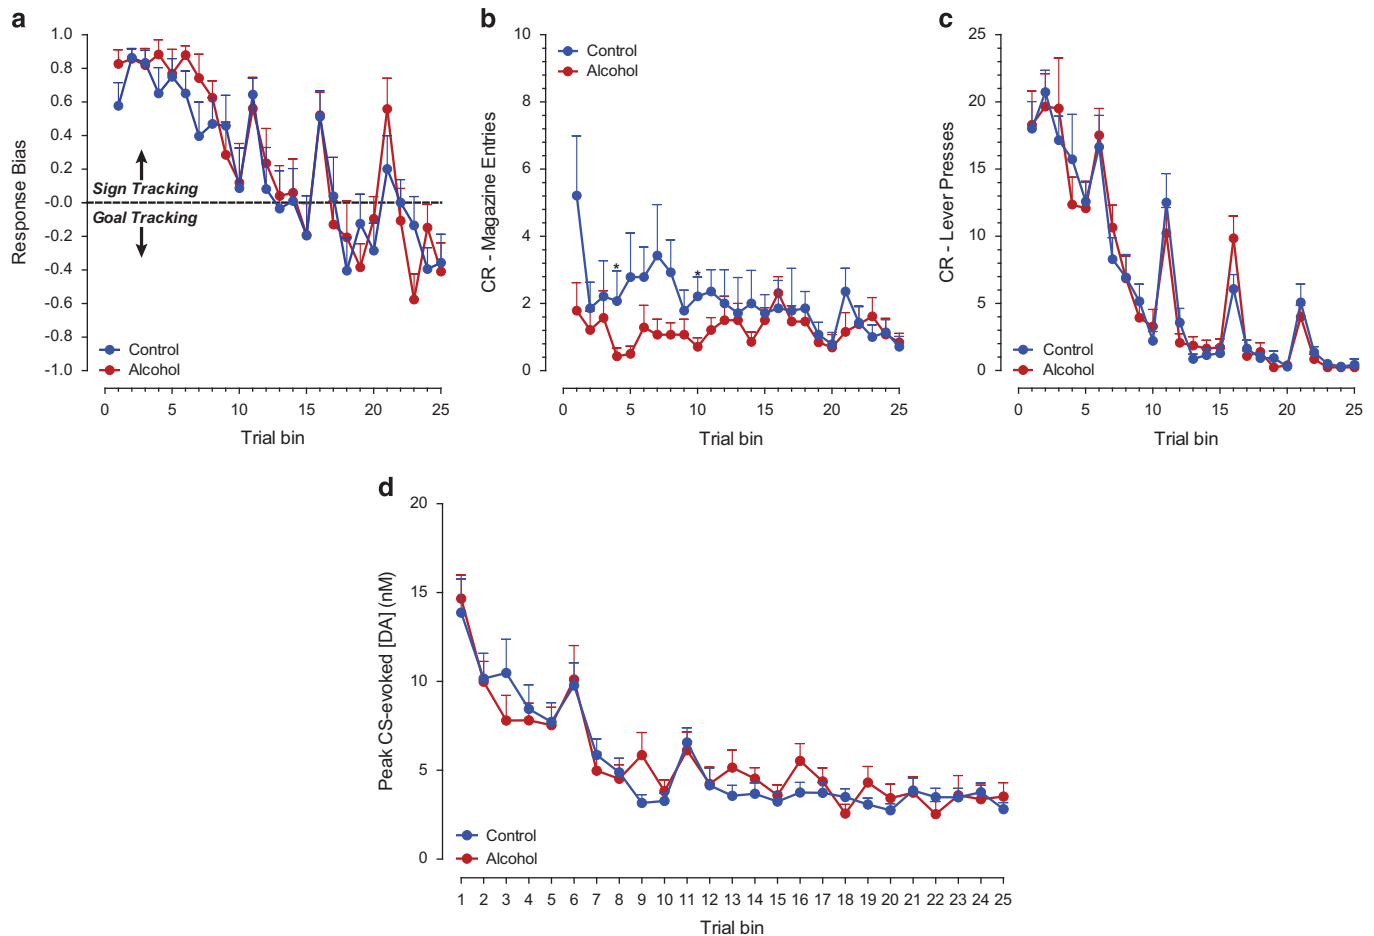 a
1.0
0.8
0.6
0.4
0.2
-0.0
-0.2
-0.4
-0.6
-0.8
-1.0
Response Bias
Sign Tracking
Goal Tracking
Control
Alcohol
0 5 10 15 20 25
Trial bin
b
10
8
6
4
2
0
CR - Magazine Entries
Control
Alcohol
* *
0 5 10 15 20 25
Trial bin
c
25
20
15
10
5
0
CR - Lever Presses
Control
Alcohol
0 5 10 15 20 25
Trial bin
d
20
15
10
5
0
Peak CS-evoked [DA] (nM)
Control
Alcohol
1 2 3 4 5 6 7 8 9 10 11 12 13 14 15 16 17 18 19 20 21 22 23 24 25
Trial bin